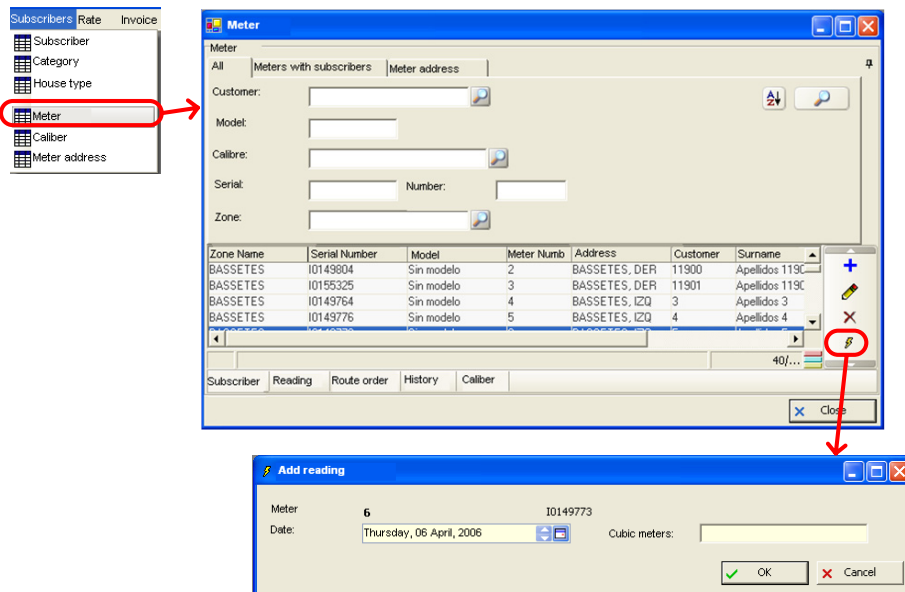 Subscribers Rate Invoice
Subscriber
Category
House type
Meter
Caliber
Meter address
Meter
Meter
All Meters with subscribers Meter address
Customer:
Model:
Calibre:
Serial: Number:
Zone:
Zone Name Serial Number Model Meter Numb Address Customer Surname
BASSETES I0149804 Sin modelo 2 BASSETES, DER 11900 Apellidos 1190
BASSETES I0155325 Sin modelo 3 BASSETES, DER 11901 Apellidos 1190
BASSETES I0149764 Sin modelo 4 BASSETES, IZQ 3 Apellidos 3
BASSETES I0149776 Sin modelo 5 BASSETES, IZQ 4 Apellidos 4
40/...
Subscriber Reading Route order History Caliber
Close
Add reading
Meter 6 I0149773
Date: Thursday, 06 April, 2006 Cubic meters:
OK Cancel